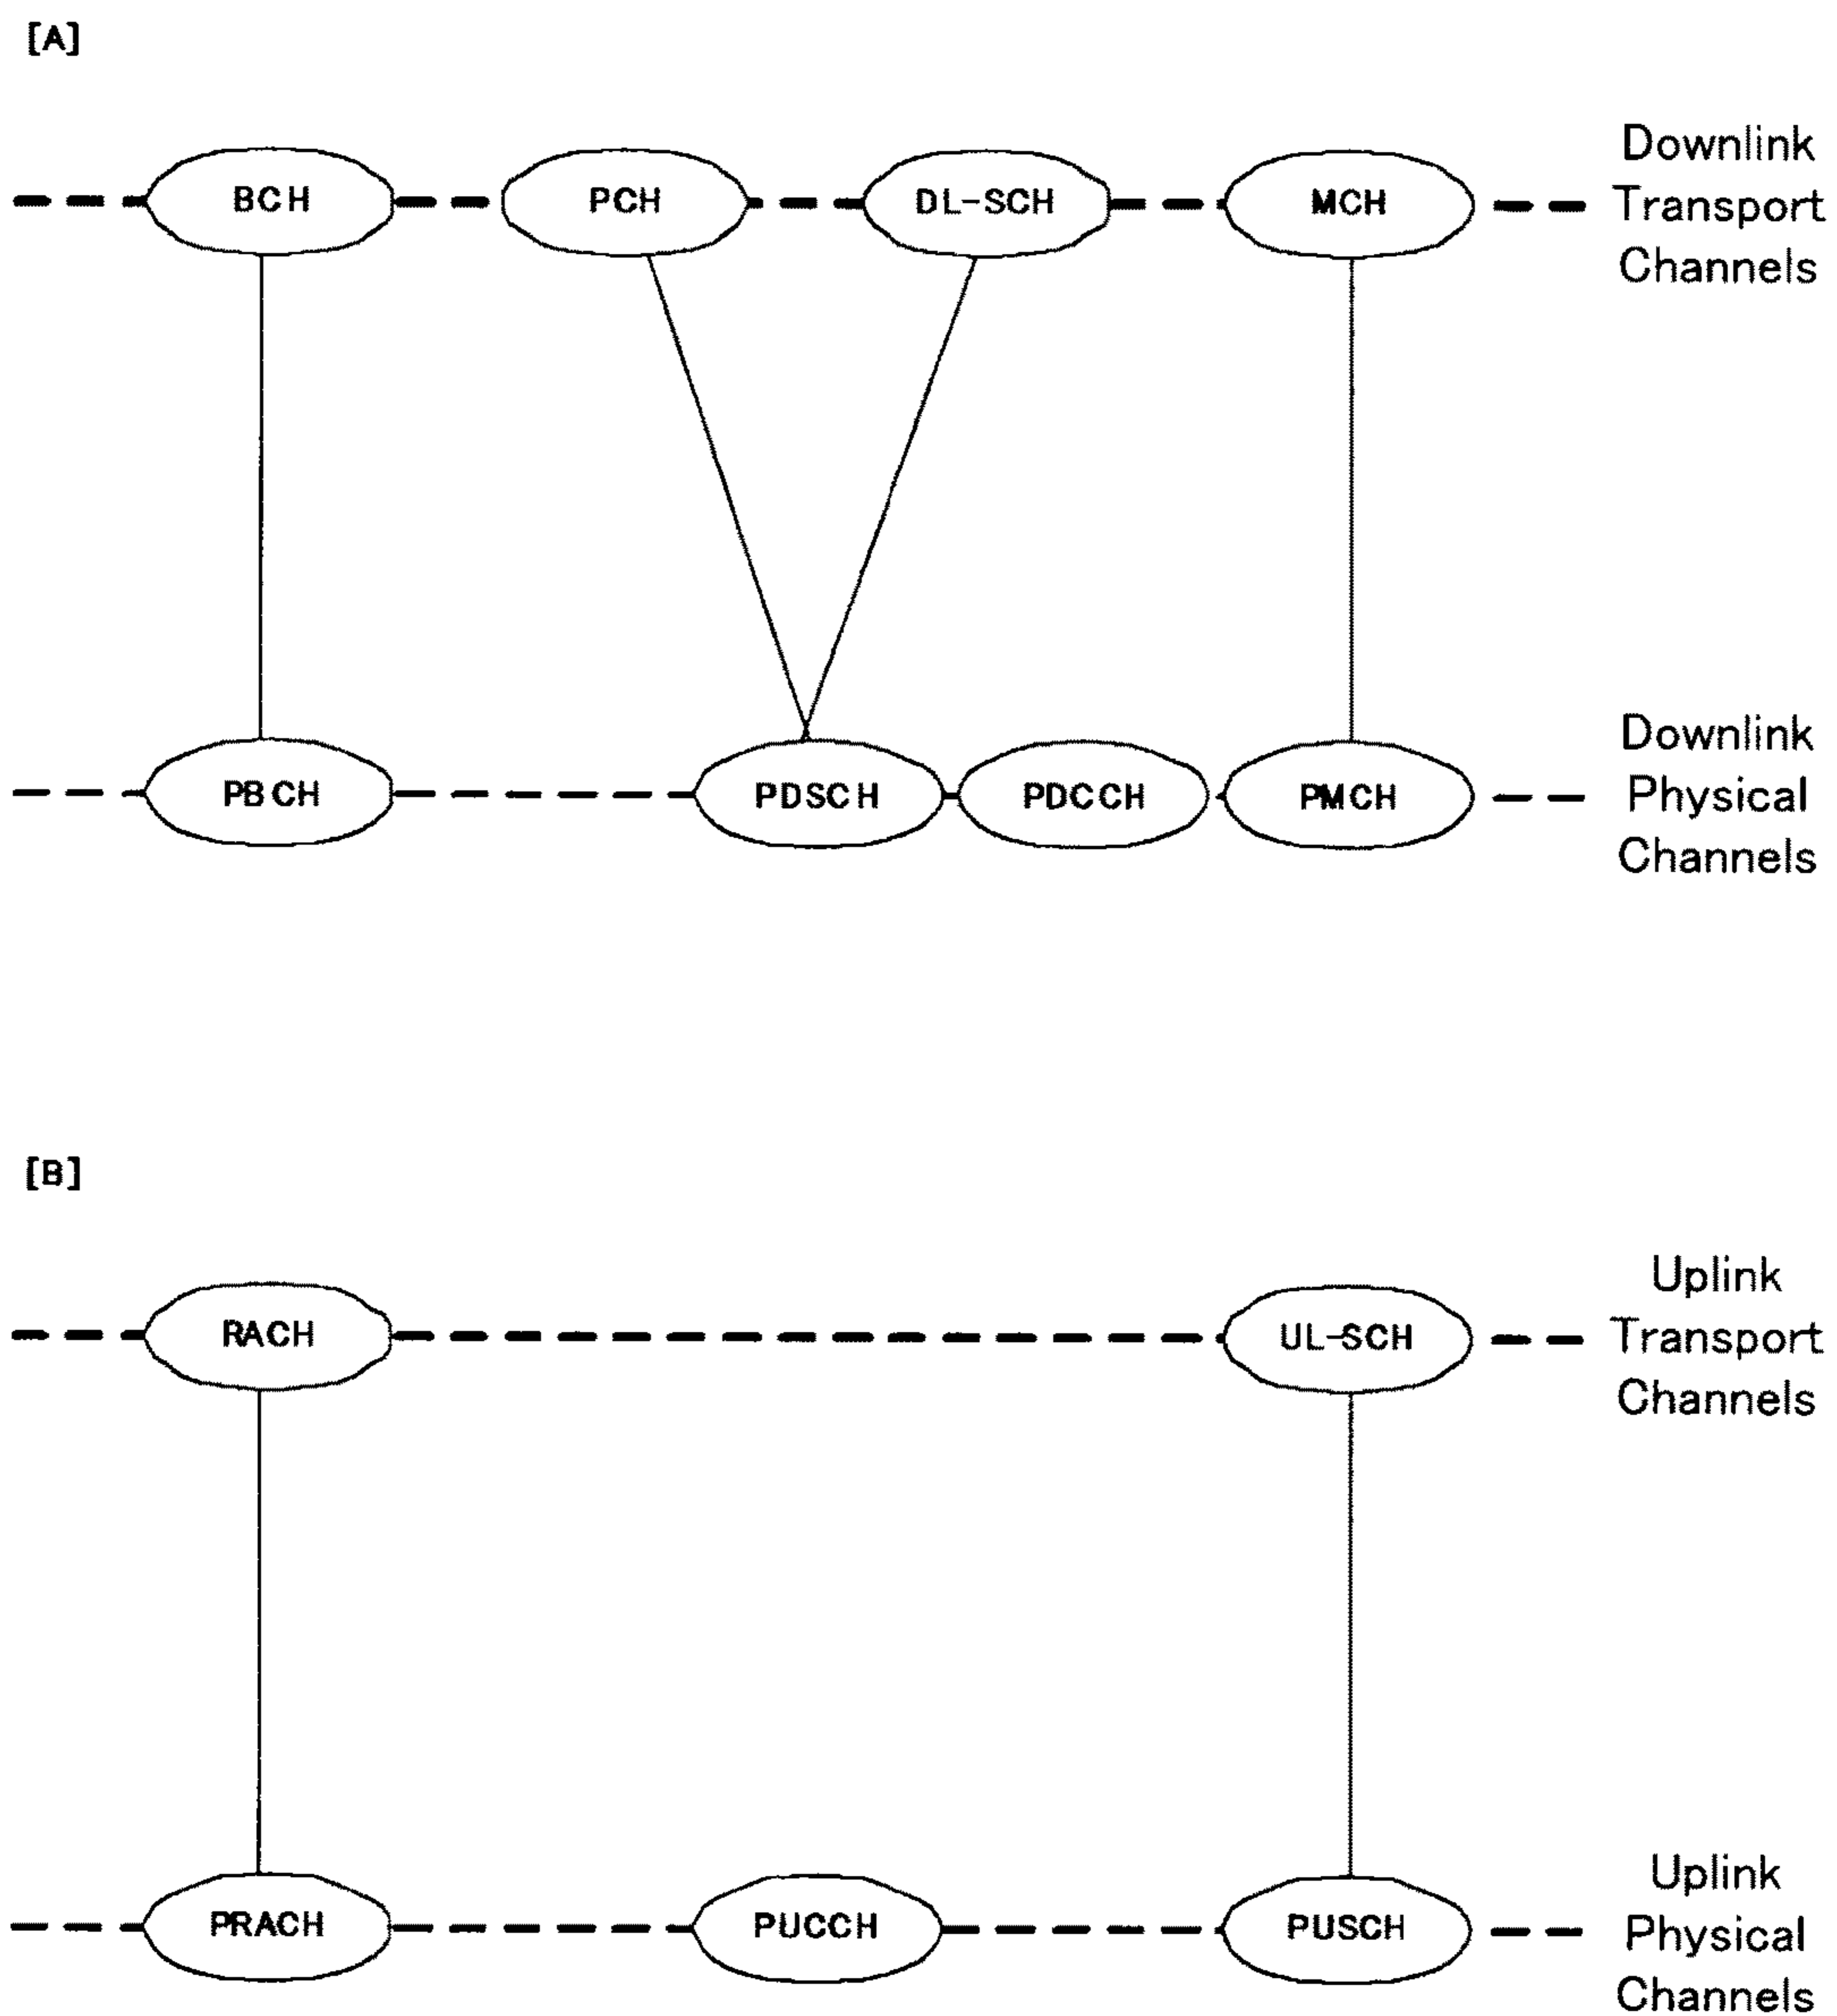 [A]
BCH
PCH
DL-SCH
MCH
Downlink
Transport
Channels
PBCH
PDSCH
PDCCH
PMCH
Downlink
Physical
Channels
[B]
RACH
UL-SCH
Uplink
Transport
Channels
PRACH
PUCCH
PUSCH
Uplink
Physical
Channels